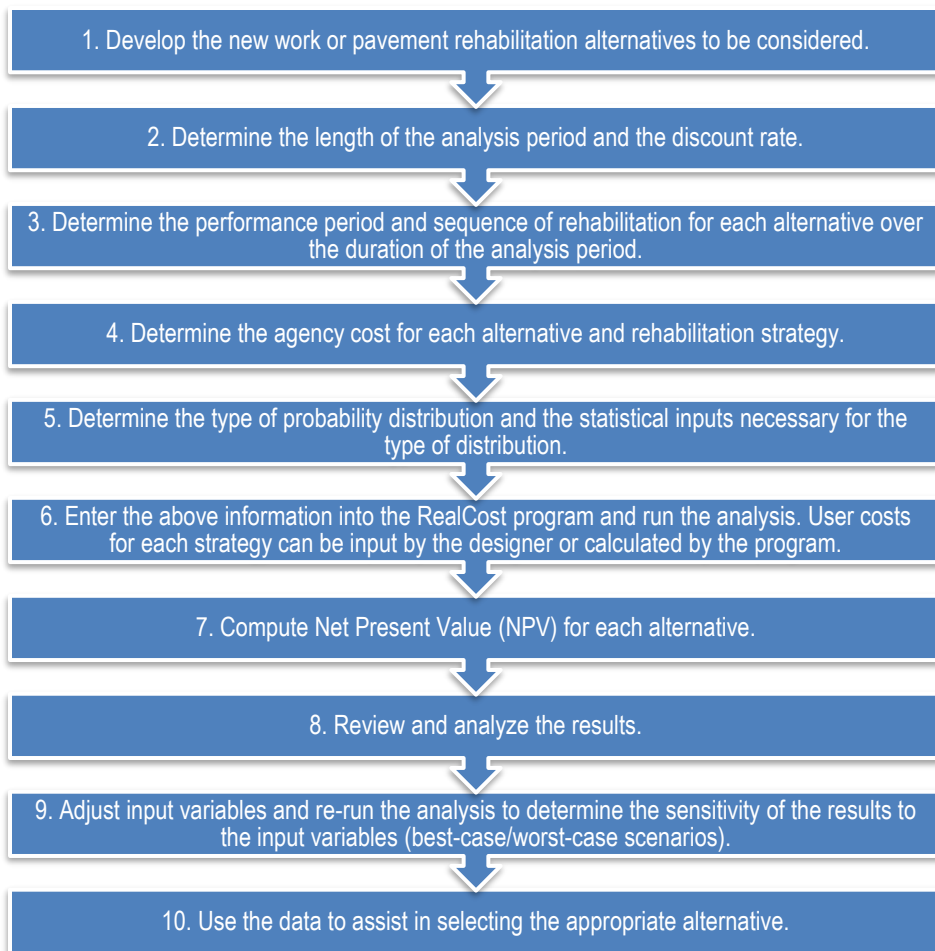 1. Develop the new work or pavement rehabilitation alternatives to be considered.
2. Determine the length of the analysis period and the discount rate.
3. Determine the performance period and sequence of rehabilitation for each alternative over
the duration of the analysis period.
4. Determine the agency cost for each alternative and rehabilitation strategy.
5. Determine the type of probability distribution and the statistical inputs necessary for the
type of distribution.
6. Enter the above information into the RealCost program and run the analysis. User costs
for each strategy can be input by the designer or calculated by the program.
7. Compute Net Present Value (NPV) for each alternative.
8. Review and analyze the results.
9. Adjust input variables and re-run the analysis to determine the sensitivity of the results to
the input variables (best-case/worst-case scenarios).
10. Use the data to assist in selecting the appropriate alternative.